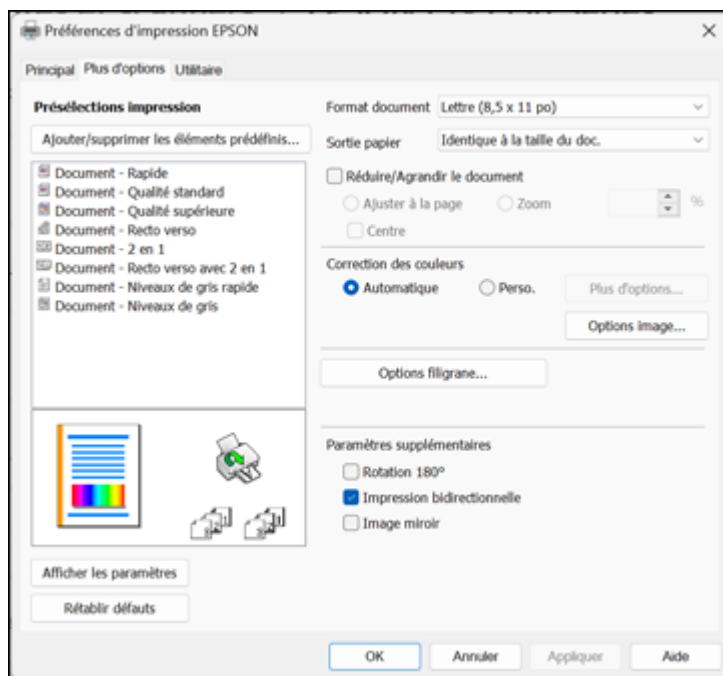 Préférences d'impression EPSON
Principal Plus d'options Utilitaire
Présélections impression
Ajouter/supprimer les éléments prédéfinis...
Document - Rapide
Document - Qualité standard
Document - Qualité supérieure
Document - Recto verso
Document - 2 en 1
Document - Recto verso avec 2 en 1
Document - Niveaux de gris rapide
Document - Niveaux de gris
Afficher les paramètres
Rétablir défauts
Format document Lettre (8,5 x 11 po)
Sortie papier Identique à la taille du doc.
Réduire/Agrandir le document
Ajuster à la page Zoom %
Centre
Correction des couleurs
Automatique Perso. Plus d'options...
Options image...
Options filigrane...
Paramètres supplémentaires
Rotation 180°
Impression bidirectionnelle
Image miroir
OK Annuler Appliquer Aide